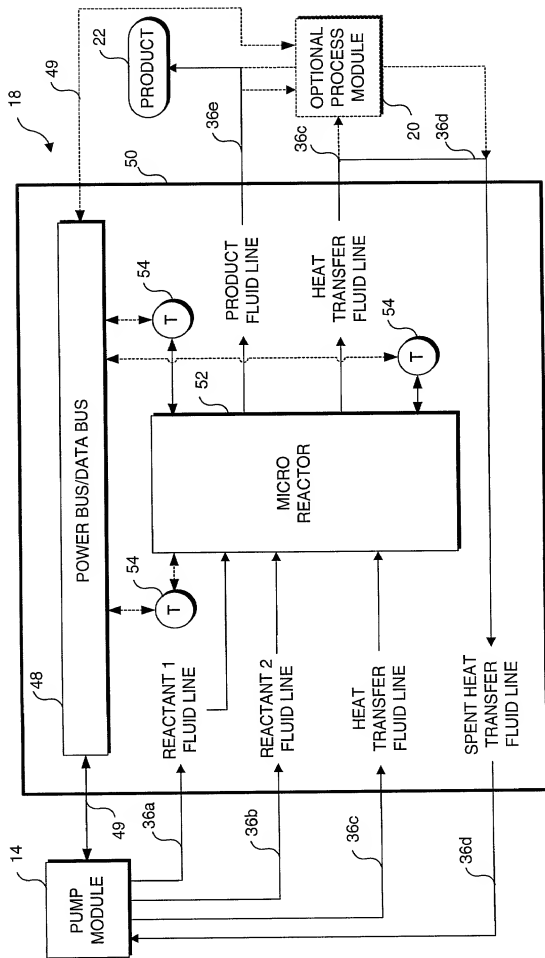 18
14
PUMP
MODULE
49
48
POWER BUS/DATA BUS
49
22
PRODUCT
50
36a
REACTANT 1
FLUID LINE
54
T
54
T
52
PRODUCT
FLUID LINE
36e
36b
REACTANT 2
FLUID LINE
MICRO
REACTOR
54
T
HEAT
TRANSFER
FLUID LINE
36c
OPTIONAL
PROCESS
MODULE
20
36c
HEAT
TRANSFER
FLUID LINE
36d
36d
SPENT HEAT
TRANSFER
FLUID LINE